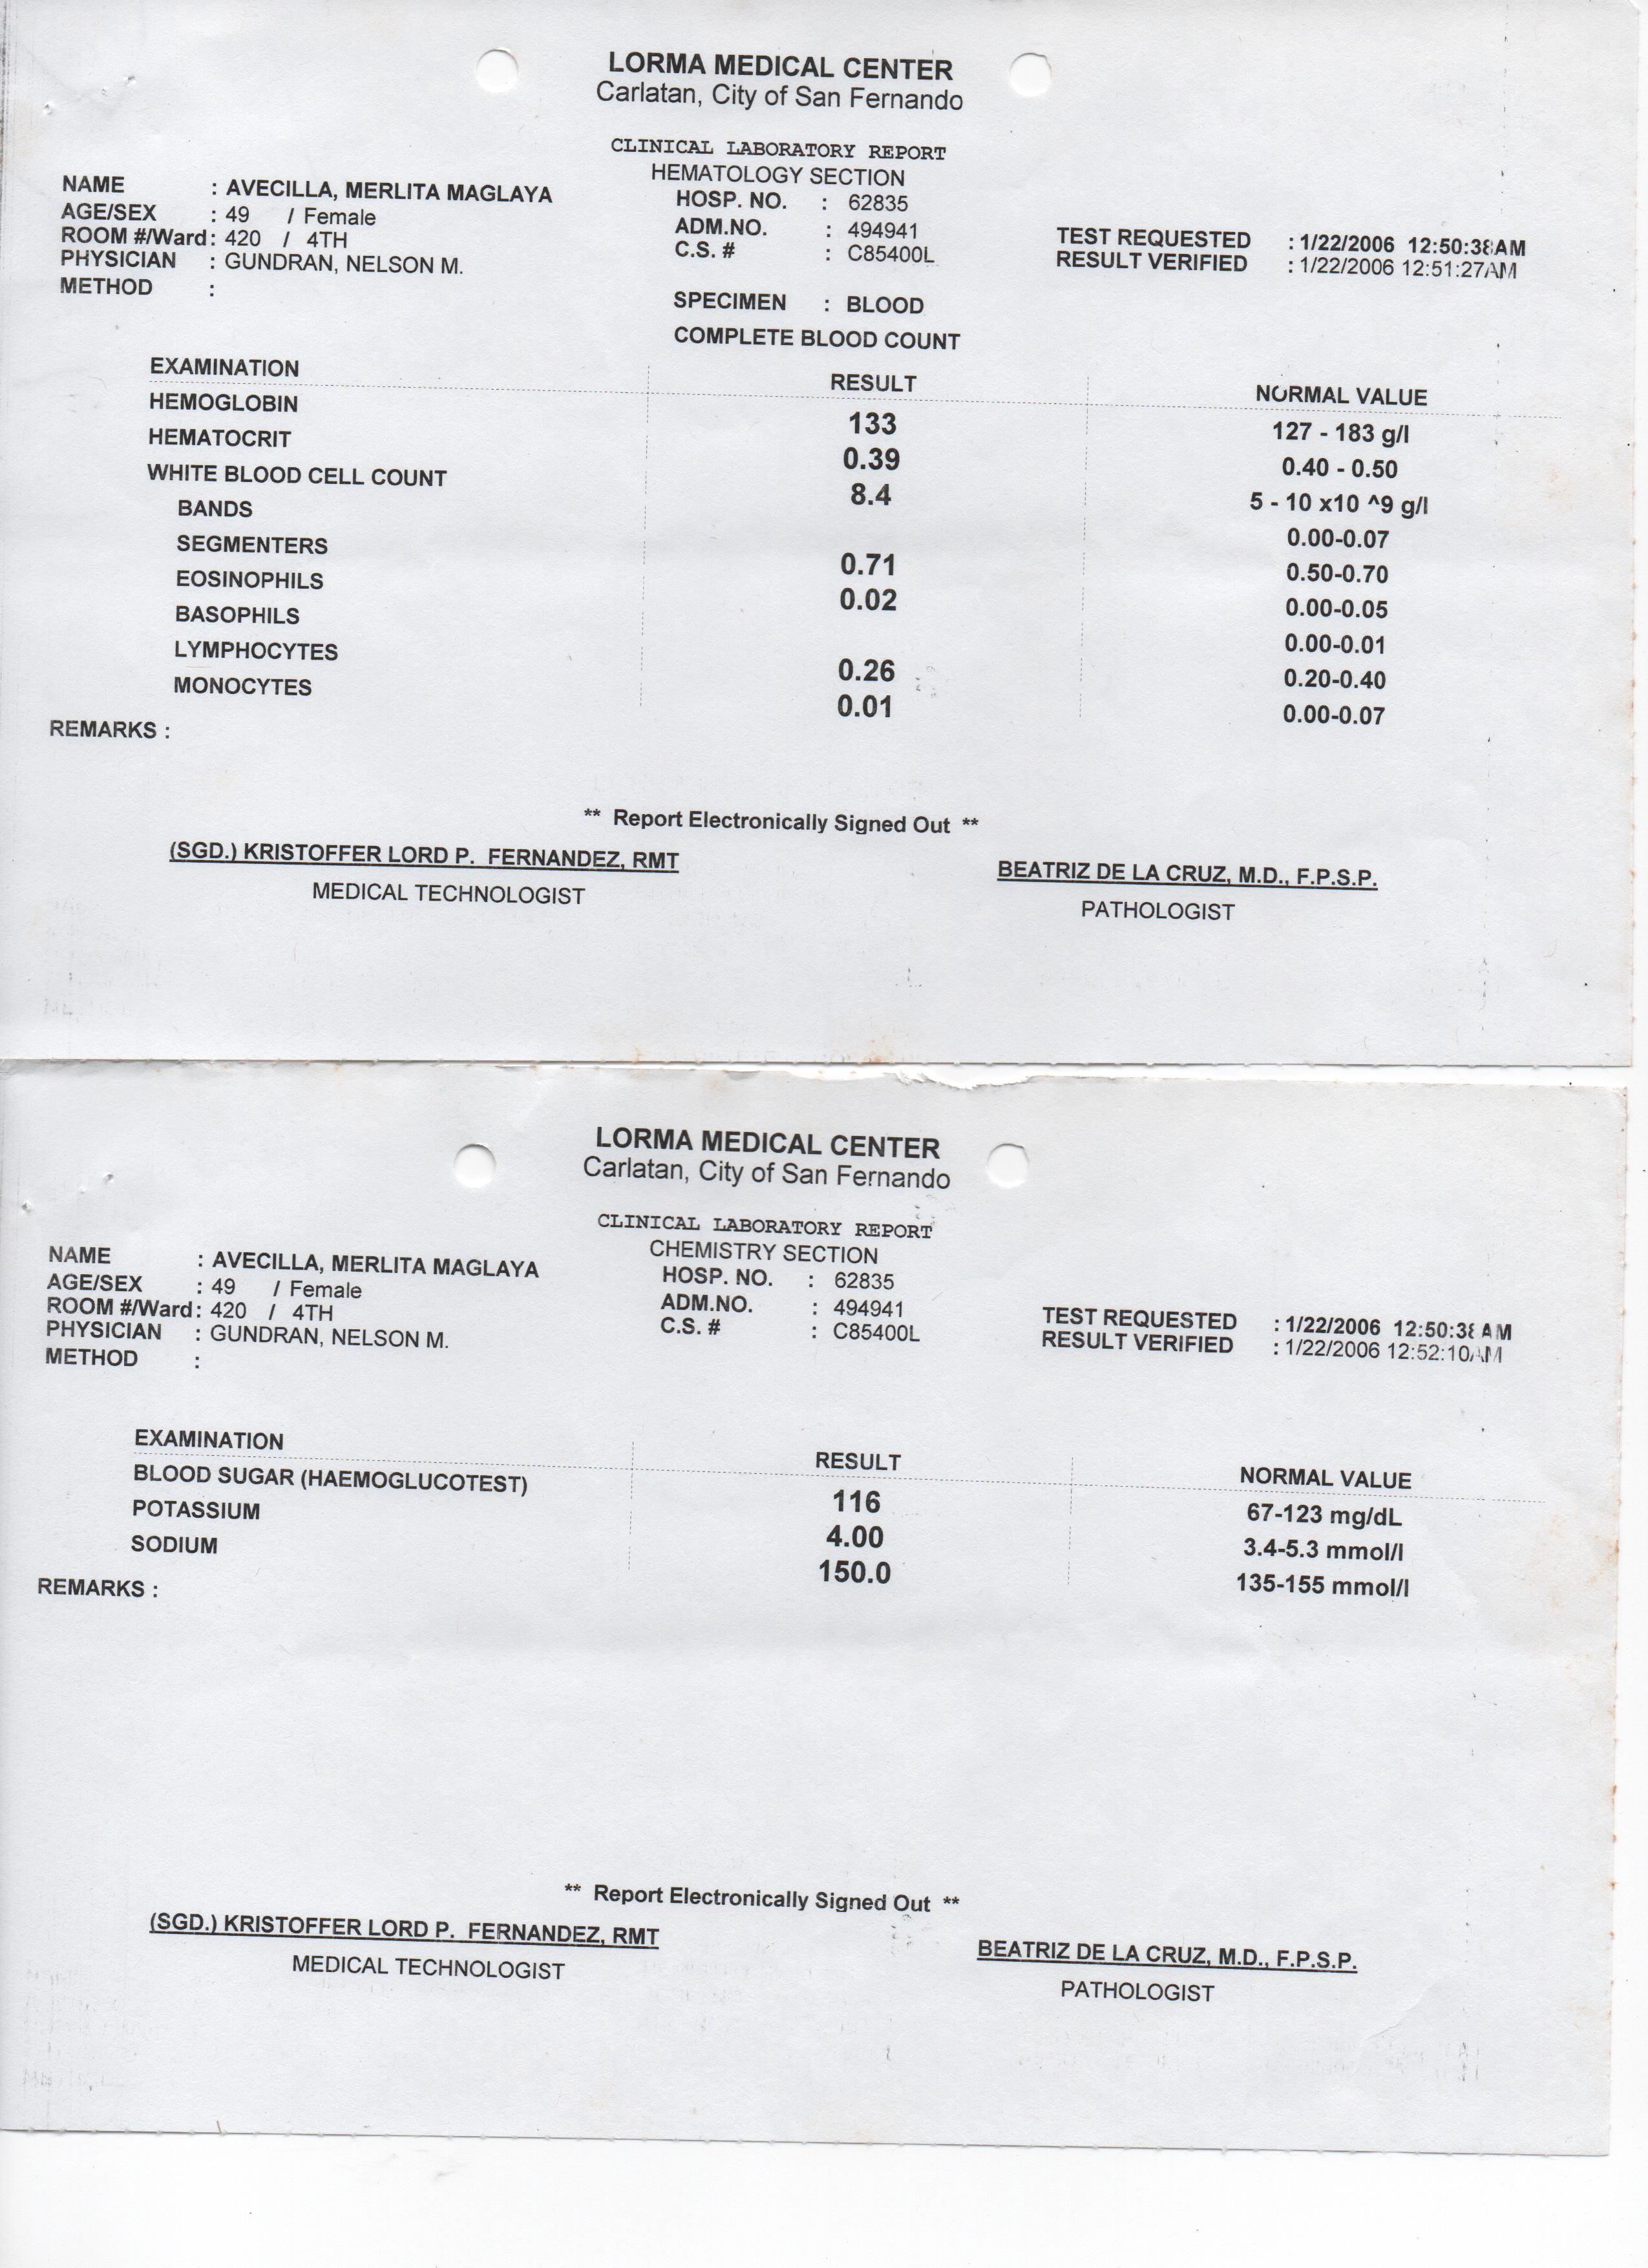 LORMA MEDICAL CENTER
Carlatan, City of San Fernando
CLINICAL LABORATORY REPORT
HEMATOLOGY SECTION
NAME : AVECILLA, MERLITA MAGLAYA
AGE/SEX : 49 / Female
ROOM #/Ward: 420 / 4TH
PHYSICIAN : GUNDRAN, NELSON M.
METHOD :
HOSP. NO. : 62835
ADM.NO. : 494941
C.S. # : C85400L
TEST REQUESTED : 1/22/2006 12:50:38AM
RESULT VERIFIED : 1/22/2006 12:51:27AM
SPECIMEN : BLOOD
COMPLETE BLOOD COUNT
EXAMINATION RESULT NORMAL VALUE
HEMOGLOBIN 133 127 - 183 g/l
HEMATOCRIT 0.39 0.40 - 0.50
WHITE BLOOD CELL COUNT 8.4 5 - 10 x10 ^9 g/l
BANDS 0.00-0.07
SEGMENTERS 0.71 0.50-0.70
EOSINOPHILS 0.02 0.00-0.05
BASOPHILS 0.00-0.01
LYMPHOCYTES 0.26 0.20-0.40
MONOCYTES 0.01 0.00-0.07
REMARKS :
** Report Electronically Signed Out **
(SGD.) KRISTOFFER LORD P. FERNANDEZ, RMT BEATRIZ DE LA CRUZ, M.D., F.P.S.P.
MEDICAL TECHNOLOGIST PATHOLOGIST
LORMA MEDICAL CENTER
Carlatan, City of San Fernando
CLINICAL LABORATORY REPORT
CHEMISTRY SECTION
NAME : AVECILLA, MERLITA MAGLAYA
AGE/SEX : 49 / Female
ROOM #/Ward: 420 / 4TH
PHYSICIAN : GUNDRAN, NELSON M.
METHOD :
HOSP. NO. : 62835
ADM.NO. : 494941
C.S. # : C85400L
TEST REQUESTED : 1/22/2006 12:50:38AM
RESULT VERIFIED : 1/22/2006 12:52:10AM
EXAMINATION RESULT NORMAL VALUE
BLOOD SUGAR (HAEMOGLUCOTEST) 116 67-123 mg/dL
POTASSIUM 4.00 3.4-5.3 mmol/l
SODIUM 150.0 135-155 mmol/l
REMARKS :
** Report Electronically Signed Out **
(SGD.) KRISTOFFER LORD P. FERNANDEZ, RMT BEATRIZ DE LA CRUZ, M.D., F.P.S.P.
MEDICAL TECHNOLOGIST PATHOLOGIST